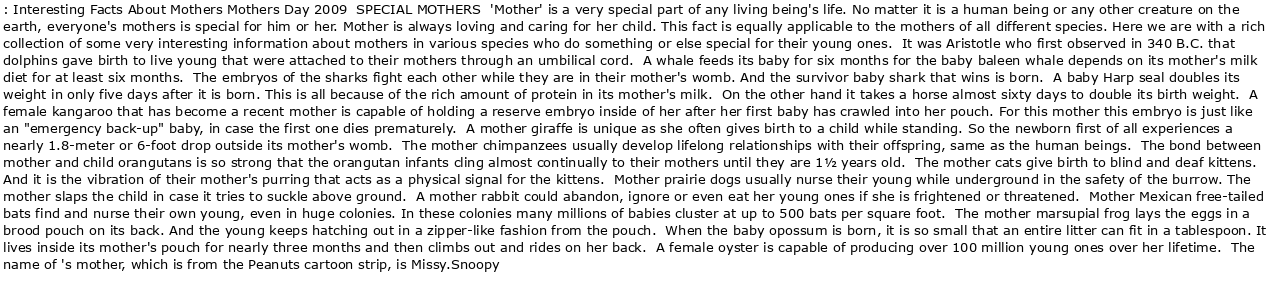 : Interesting Facts About Mothers Mothers Day 2009  SPECIAL MOTHERS  'Mother' is a very special part of any living being's life. No matter it is a human being or any other creature on the
earth, everyone's mothers is special for him or her. Mother is always loving and caring for her child. This fact is equally applicable to the mothers of all different species. Here we are with a rich
collection of some very interesting information about mothers in various species who do something or else special for their young ones.  It was Aristotle who first observed in 340 B.C. that
dolphins gave birth to live young that were attached to their mothers through an umbilical cord.  A whale feeds its baby for six months for the baby baleen whale depends on its mother's milk
diet for at least six months.  The embryos of the sharks fight each other while they are in their mother's womb. And the survivor baby shark that wins is born.  A baby Harp seal doubles its
weight in only five days after it is born. This is all because of the rich amount of protein in its mother's milk.  On the other hand it takes a horse almost sixty days to double its birth weight.  A
female kangaroo that has become a recent mother is capable of holding a reserve embryo inside of her after her first baby has crawled into her pouch. For this mother this embryo is just like
an "emergency back-up" baby, in case the first one dies prematurely.  A mother giraffe is unique as she often gives birth to a child while standing. So the newborn first of all experiences a
nearly 1.8-meter or 6-foot drop outside its mother's womb.  The mother chimpanzees usually develop lifelong relationships with their offspring, same as the human beings.  The bond between
mother and child orangutans is so strong that the orangutan infants cling almost continually to their mothers until they are 1½ years old.  The mother cats give birth to blind and deaf kittens.
And it is the vibration of their mother's purring that acts as a physical signal for the kittens.  Mother prairie dogs usually nurse their young while underground in the safety of the burrow. The
mother slaps the child in case it tries to suckle above ground.  A mother rabbit could abandon, ignore or even eat her young ones if she is frightened or threatened.  Mother Mexican free-tailed
bats find and nurse their own young, even in huge colonies. In these colonies many millions of babies cluster at up to 500 bats per square foot.  The mother marsupial frog lays the eggs in a
brood pouch on its back. And the young keeps hatching out in a zipper-like fashion from the pouch.  When the baby opossum is born, it is so small that an entire litter can fit in a tablespoon. It
lives inside its mother's pouch for nearly three months and then climbs out and rides on her back.  A female oyster is capable of producing over 100 million young ones over her lifetime.  The
name of 's mother, which is from the Peanuts cartoon strip, is Missy.Snoopy